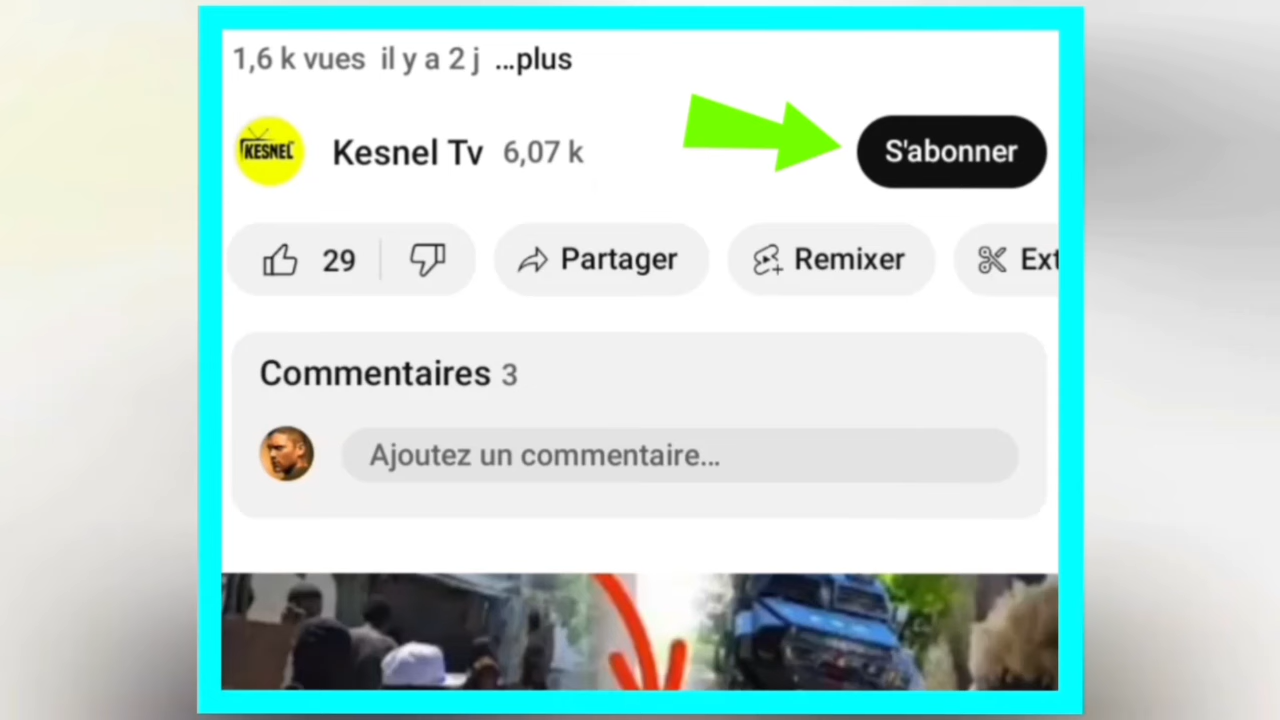 1,6 k vues il y a 2 j ...plus
KESNEL
Kesnel Tv 6,07 k
S'abonner
29
Partager
Remixer
Ext
Commentaires 3
Ajoutez un commentaire...